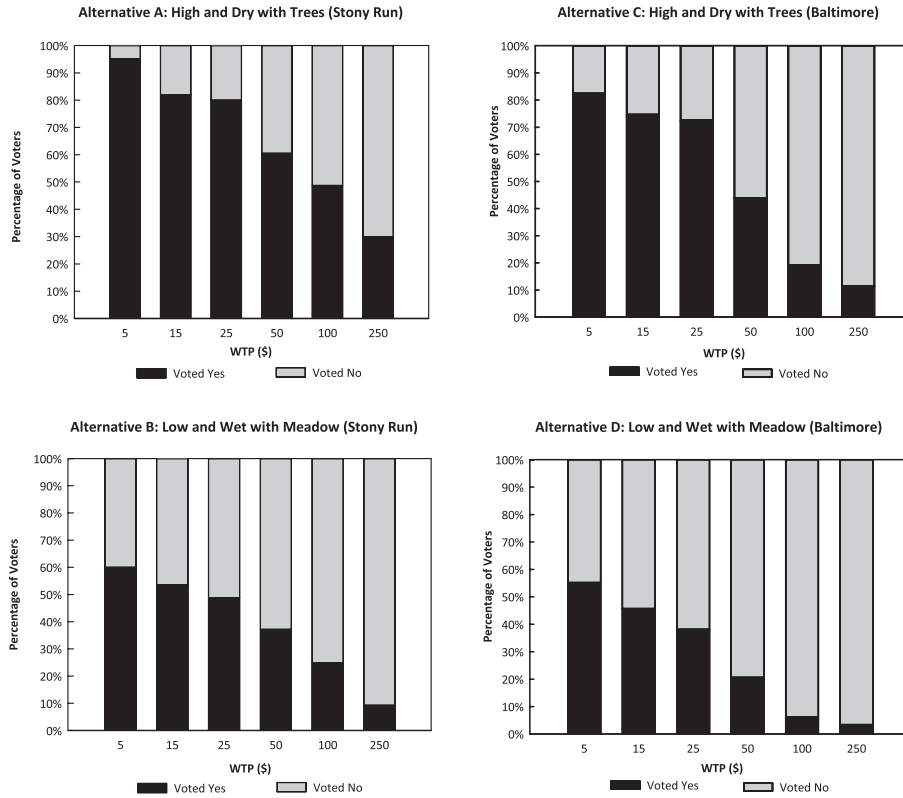 Alternative A: High and Dry with Trees (Stony Run)
100%
90%
80%
70%
60%
50%
40%
30%
20%
10%
0%
Percentage of Voters
5 15 25 50 100 250
WTP ($)
Voted Yes Voted No
Alternative C: High and Dry with Trees (Baltimore)
100%
90%
80%
70%
60%
50%
40%
30%
20%
10%
0%
Percentage of Voters
5 15 25 50 100 250
WTP ($)
Voted Yes Voted No
Alternative B: Low and Wet with Meadow (Stony Run)
100%
90%
80%
70%
60%
50%
40%
30%
20%
10%
0%
Percentage of Voters
5 15 25 50 100 250
WTP ($)
Voted Yes Voted No
Alternative D: Low and Wet with Meadow (Baltimore)
100%
90%
80%
70%
60%
50%
40%
30%
20%
10%
0%
Percentage of Voters
5 15 25 50 100 250
WTP ($)
Voted Yes Voted No